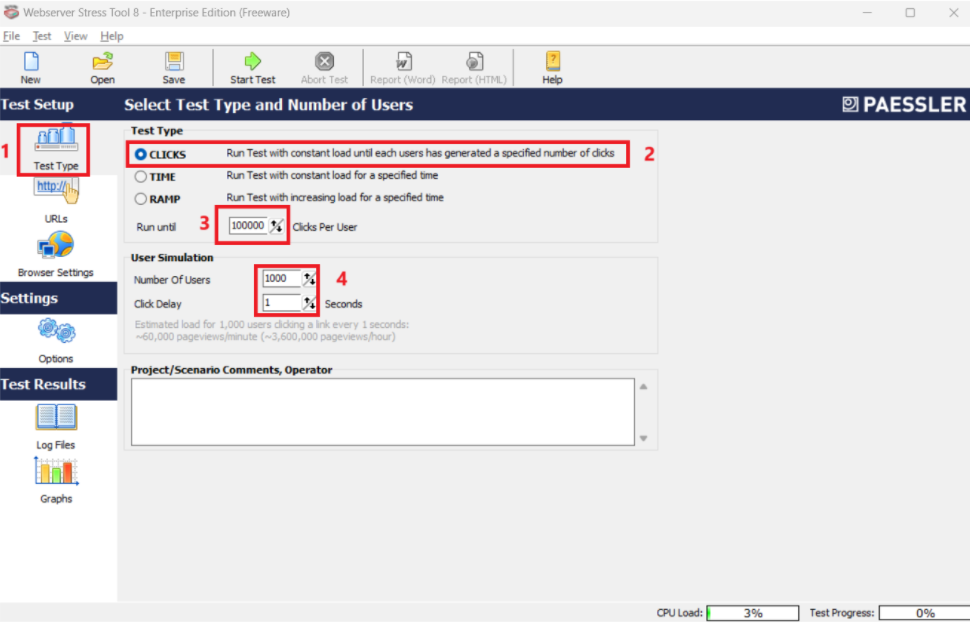 Webserver Stress Tool 8 - Enterprise Edition (Freeware)
File Test View Help
New Open Save Start Test Abort Test Report (Word) Report (HTML) Help
Test Setup
Select Test Type and Number of Users
PAESSLER
1
Test Type
http://
URLs
Browser Settings
Settings
Options
Test Results
Log Files
Graphs
Test Type
CLICKS Run Test with constant load until each users has generated a specified number of clicks 2
TIME Run Test with constant load for a specified time
RAMP Run Test with increasing load for a specified time
Run until 3 100000 Clicks Per User
User Simulation
Number Of Users 1000 4
Click Delay 1 Seconds
Estimated load for 1,000 users clicking a link every 1 seconds:
~60,000 pageviews/minute (~3,600,000 pageviews/hour)
Project/Scenario Comments, Operator
CPU Load: 3% Test Progress: 0%